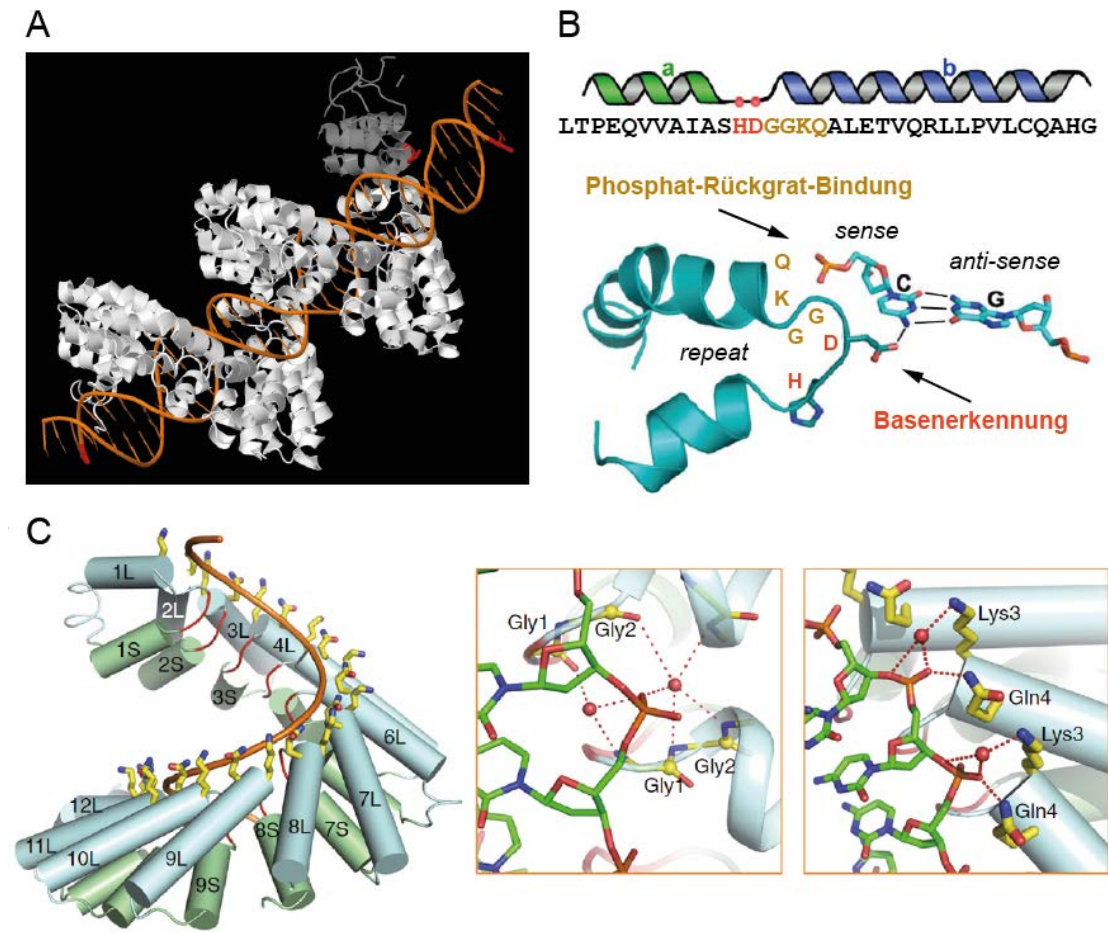 A
B
a
b
LTPEQVVAIASHDGGKQALETVQRLLPVLCQAHG
Phosphat-Rückgrat-Bindung
sense
anti-sense
Q
C
G
K
G
G
D
repeat
H
Basenerkennung
C
1L
2L
3L
4L
1S
2S
3S
6L
7L
12L
11L
10L
9L
8S
8L
7S
9S
Gly1
Gly2
Gly2
Gly1
Lys3
Gln4
Lys3
Gln4